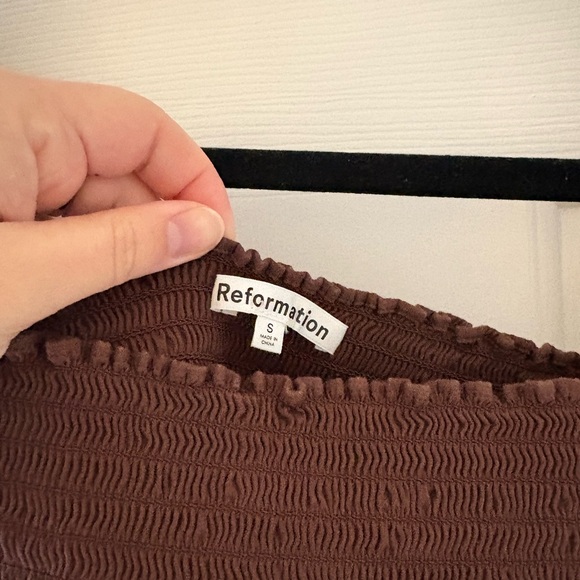 Reformation
S
MADE IN
CHINA